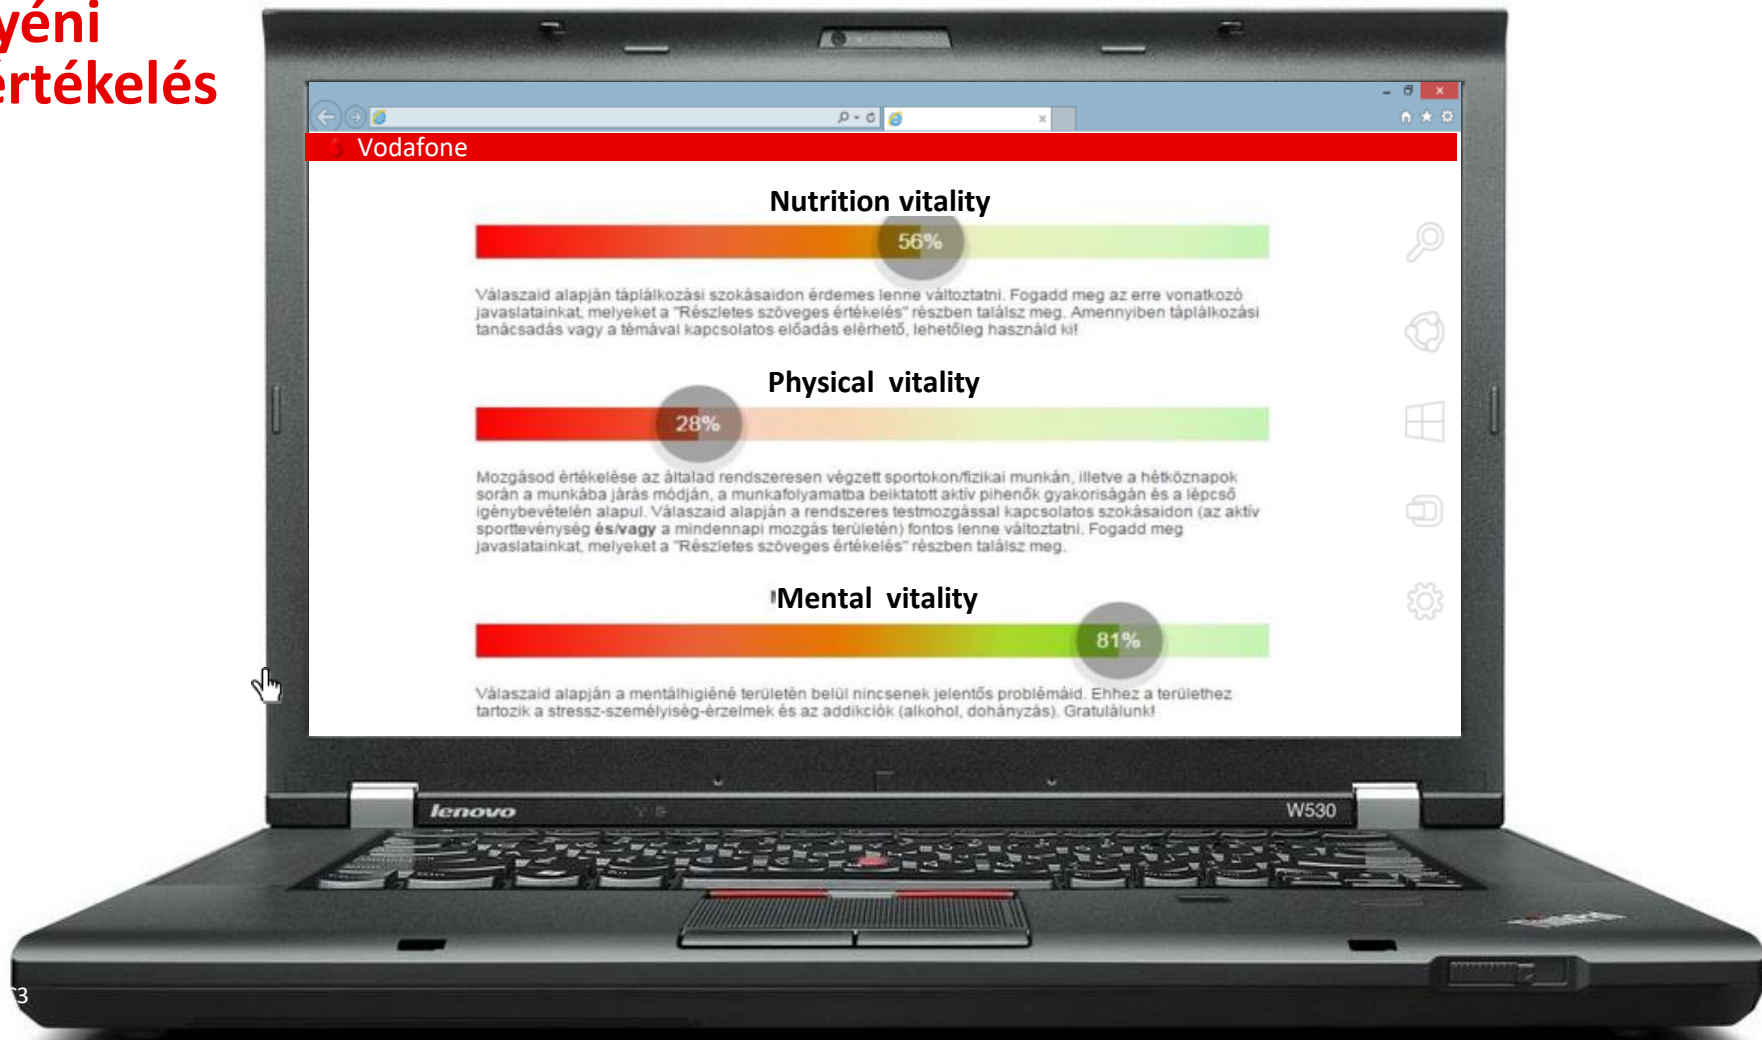 yéni
értékelés
Vodafone
Nutrition vitality
56%
Válaszaid alapján táplálkozási szokásaidon érdemes lenne változtatni. Fogadd meg az erre vonatkozó
javaslatainkat, melyeket a "Részletes szöveges értékelés" részben találsz meg. Amennyiben táplálkozási
tanácsadás vagy a témával kapcsolatos előadás elérhető, lehetőleg használd ki!
Physical vitality
28%
Mozgásod értékelése az általad rendszeresen végzett sportokon/fizikai munkán, illetve a hétköznapok
során a munkába járás módján, a munkafolyamatba beiktatott aktív pihenők gyakoriságán és a lépcső
igénybevételén alapul. Válaszaid alapján a rendszeres testmozgással kapcsolatos szokásaidon (az aktív
sporttevénység és/vagy a mindennapi mozgás területén) fontos lenne változtatni. Fogadd meg
javaslatainkat, melyeket a "Részletes szöveges értékelés" részben találsz meg.
Mental vitality
81%
Válaszaid alapján a mentálhigiéné területén belül nincsenek jelentős problémáid. Ehhez a területhez
tartozik a stressz-személyiség-érzelmek és az addikciók (alkohol, dohányzás). Gratulálunk!
lenovo
W530